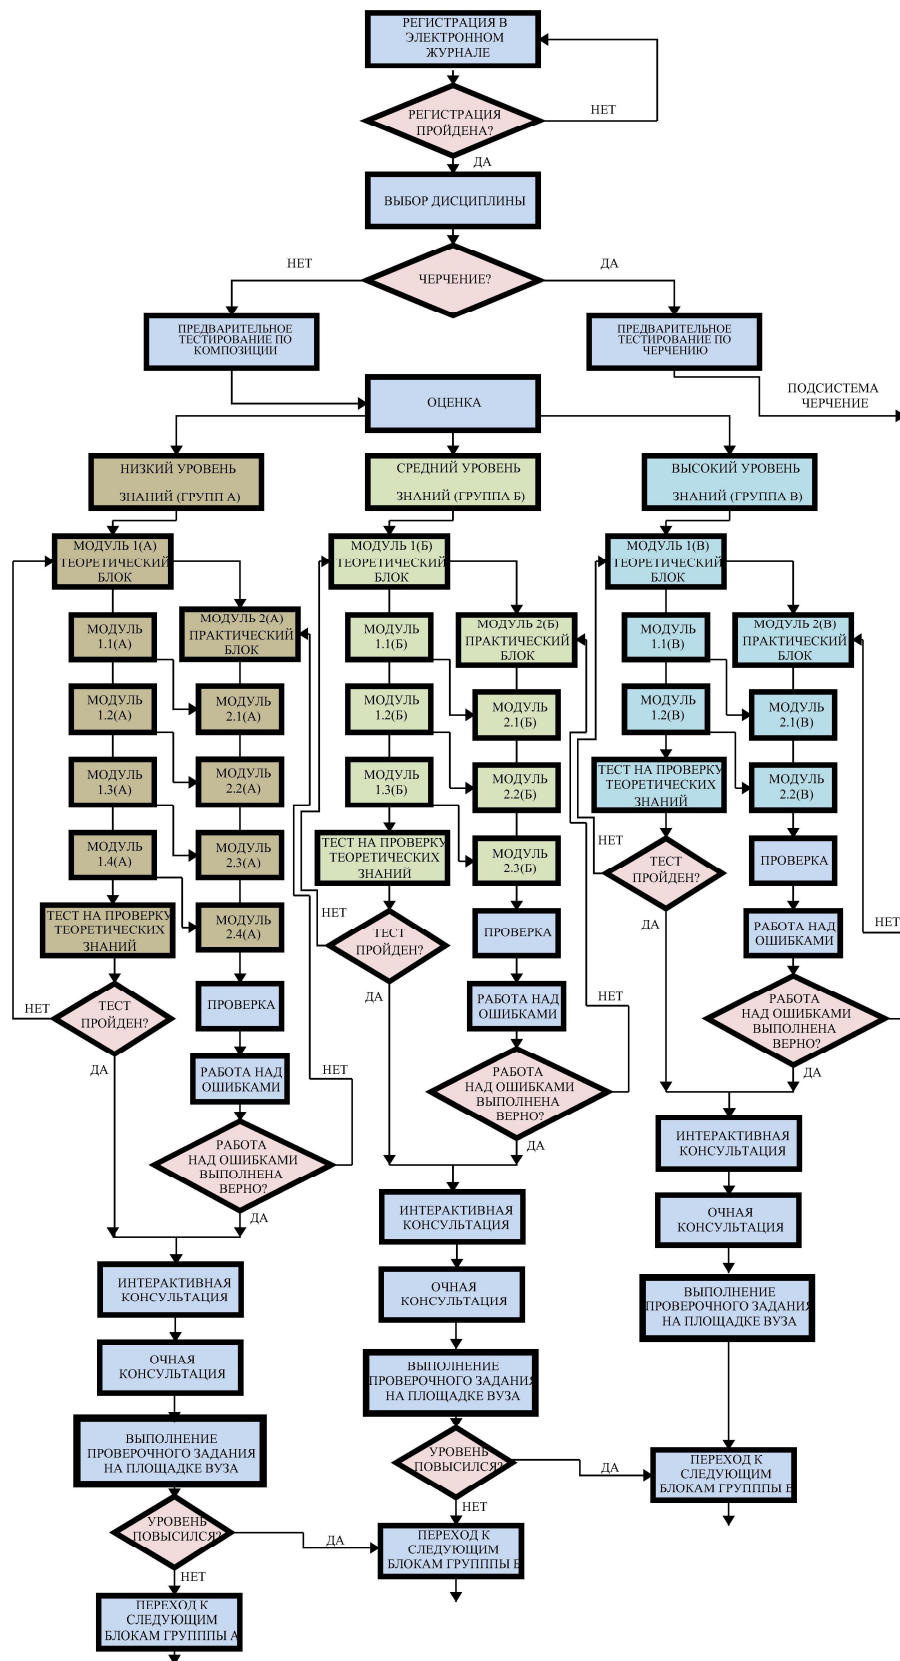 РЕГИСТРАЦИЯ В
ЭЛЕКТРОННОМ
ЖУРНАЛЕ
РЕГИСТРАЦИЯ
ПРОЙДЕНА?
НЕТ
ДА
ВЫБОР ДИСЦИПЛИНЫ
ЧЕРЧЕНИЕ?
НЕТ
ДА
ПРЕДВАРИТЕЛЬНОЕ
ТЕСТИРОВАНИЕ ПО
КОМПОЗИЦИИ
ПРЕДВАРИТЕЛЬНОЕ
ТЕСТИРОВАНИЕ ПО
ЧЕРЧЕНИЮ
ПОДСИСТЕМА
ЧЕРЧЕНИЕ
ОЦЕНКА
НИЗКИЙ УРОВЕНЬ
ЗНАНИЙ (ГРУПП А)
СРЕДНИЙ УРОВЕНЬ
ЗНАНИЙ (ГРУППА Б)
ВЫСОКИЙ УРОВЕНЬ
ЗНАНИЙ (ГРУППА В)
МОДУЛЬ 1(А)
ТЕОРЕТИЧЕСКИЙ
БЛОК
МОДУЛЬ
1.1(А)
МОДУЛЬ
1.2(А)
МОДУЛЬ
1.3(А)
МОДУЛЬ
1.4(А)
ТЕСТ НА ПРОВЕРКУ
ТЕОРЕТИЧЕСКИХ
ЗНАНИЙ
ТЕСТ
ПРОЙДЕН?
НЕТ
ДА
МОДУЛЬ 2(А)
ПРАКТИЧЕСКИЙ
БЛОК
МОДУЛЬ
2.1(А)
МОДУЛЬ
2.2(А)
МОДУЛЬ
2.3(А)
МОДУЛЬ
2.4(А)
ПРОВЕРКА
РАБОТА НАД
ОШИБКАМИ
НЕТ
РАБОТА
НАД ОШИБКАМИ
ВЫПОЛНЕНА
ВЕРНО?
ДА
ИНТЕРАКТИВНАЯ
КОНСУЛЬТАЦИЯ
ОЧНАЯ
КОНСУЛЬТАЦИЯ
ВЫПОЛНЕНИЕ
ПРОВЕРОЧНОГО ЗАДАНИЯ
НА ПЛОЩАДКЕ ВУЗА
УРОВЕНЬ
ПОВЫСИЛСЯ?
ДА
НЕТ
ПЕРЕХОД К
СЛЕДУЮЩИМ
БЛОКАМ ГРУПППЫ А
МОДУЛЬ 1(Б)
ТЕОРЕТИЧЕСКИЙ
БЛОК
МОДУЛЬ
1.1(Б)
МОДУЛЬ
1.2(Б)
МОДУЛЬ
1.3(Б)
ТЕСТ НА ПРОВЕРКУ
ТЕОРЕТИЧЕСКИХ
ЗНАНИЙ
НЕТ
ТЕСТ
ПРОЙДЕН?
ДА
МОДУЛЬ 2(Б)
ПРАКТИЧЕСКИЙ
БЛОК
МОДУЛЬ
2.1(Б)
МОДУЛЬ
2.2(Б)
МОДУЛЬ
2.3(Б)
ПРОВЕРКА
РАБОТА НАД
ОШИБКАМИ
НЕТ
РАБОТА
НАД ОШИБКАМИ
ВЫПОЛНЕНА
ВЕРНО?
ДА
ИНТЕРАКТИВНАЯ
КОНСУЛЬТАЦИЯ
ОЧНАЯ
КОНСУЛЬТАЦИЯ
ВЫПОЛНЕНИЕ
ПРОВЕРОЧНОГО ЗАДАНИЯ
НА ПЛОЩАДКЕ ВУЗА
УРОВЕНЬ
ПОВЫСИЛСЯ?
ДА
НЕТ
ПЕРЕХОД К
СЛЕДУЮЩИМ
БЛОКАМ ГРУПППЫ Б
МОДУЛЬ 1(В)
ТЕОРЕТИЧЕСКИЙ
БЛОК
МОДУЛЬ
1.1(В)
МОДУЛЬ
1.2(В)
ТЕСТ НА ПРОВЕРКУ
ТЕОРЕТИЧЕСКИХ
ЗНАНИЙ
НЕТ
ТЕСТ
ПРОЙДЕН?
ДА
МОДУЛЬ 2(В)
ПРАКТИЧЕСКИЙ
БЛОК
МОДУЛЬ
2.1(В)
МОДУЛЬ
2.2(В)
ПРОВЕРКА
РАБОТА НАД
ОШИБКАМИ
НЕТ
РАБОТА
НАД ОШИБКАМИ
ВЫПОЛНЕНА
ВЕРНО?
ДА
ИНТЕРАКТИВНАЯ
КОНСУЛЬТАЦИЯ
ОЧНАЯ
КОНСУЛЬТАЦИЯ
ВЫПОЛНЕНИЕ
ПРОВЕРОЧНОГО ЗАДАНИЯ
НА ПЛОЩАДКЕ ВУЗА
ПЕРЕХОД К
СЛЕДУЮЩИМ
БЛОКАМ ГРУПППЫ В